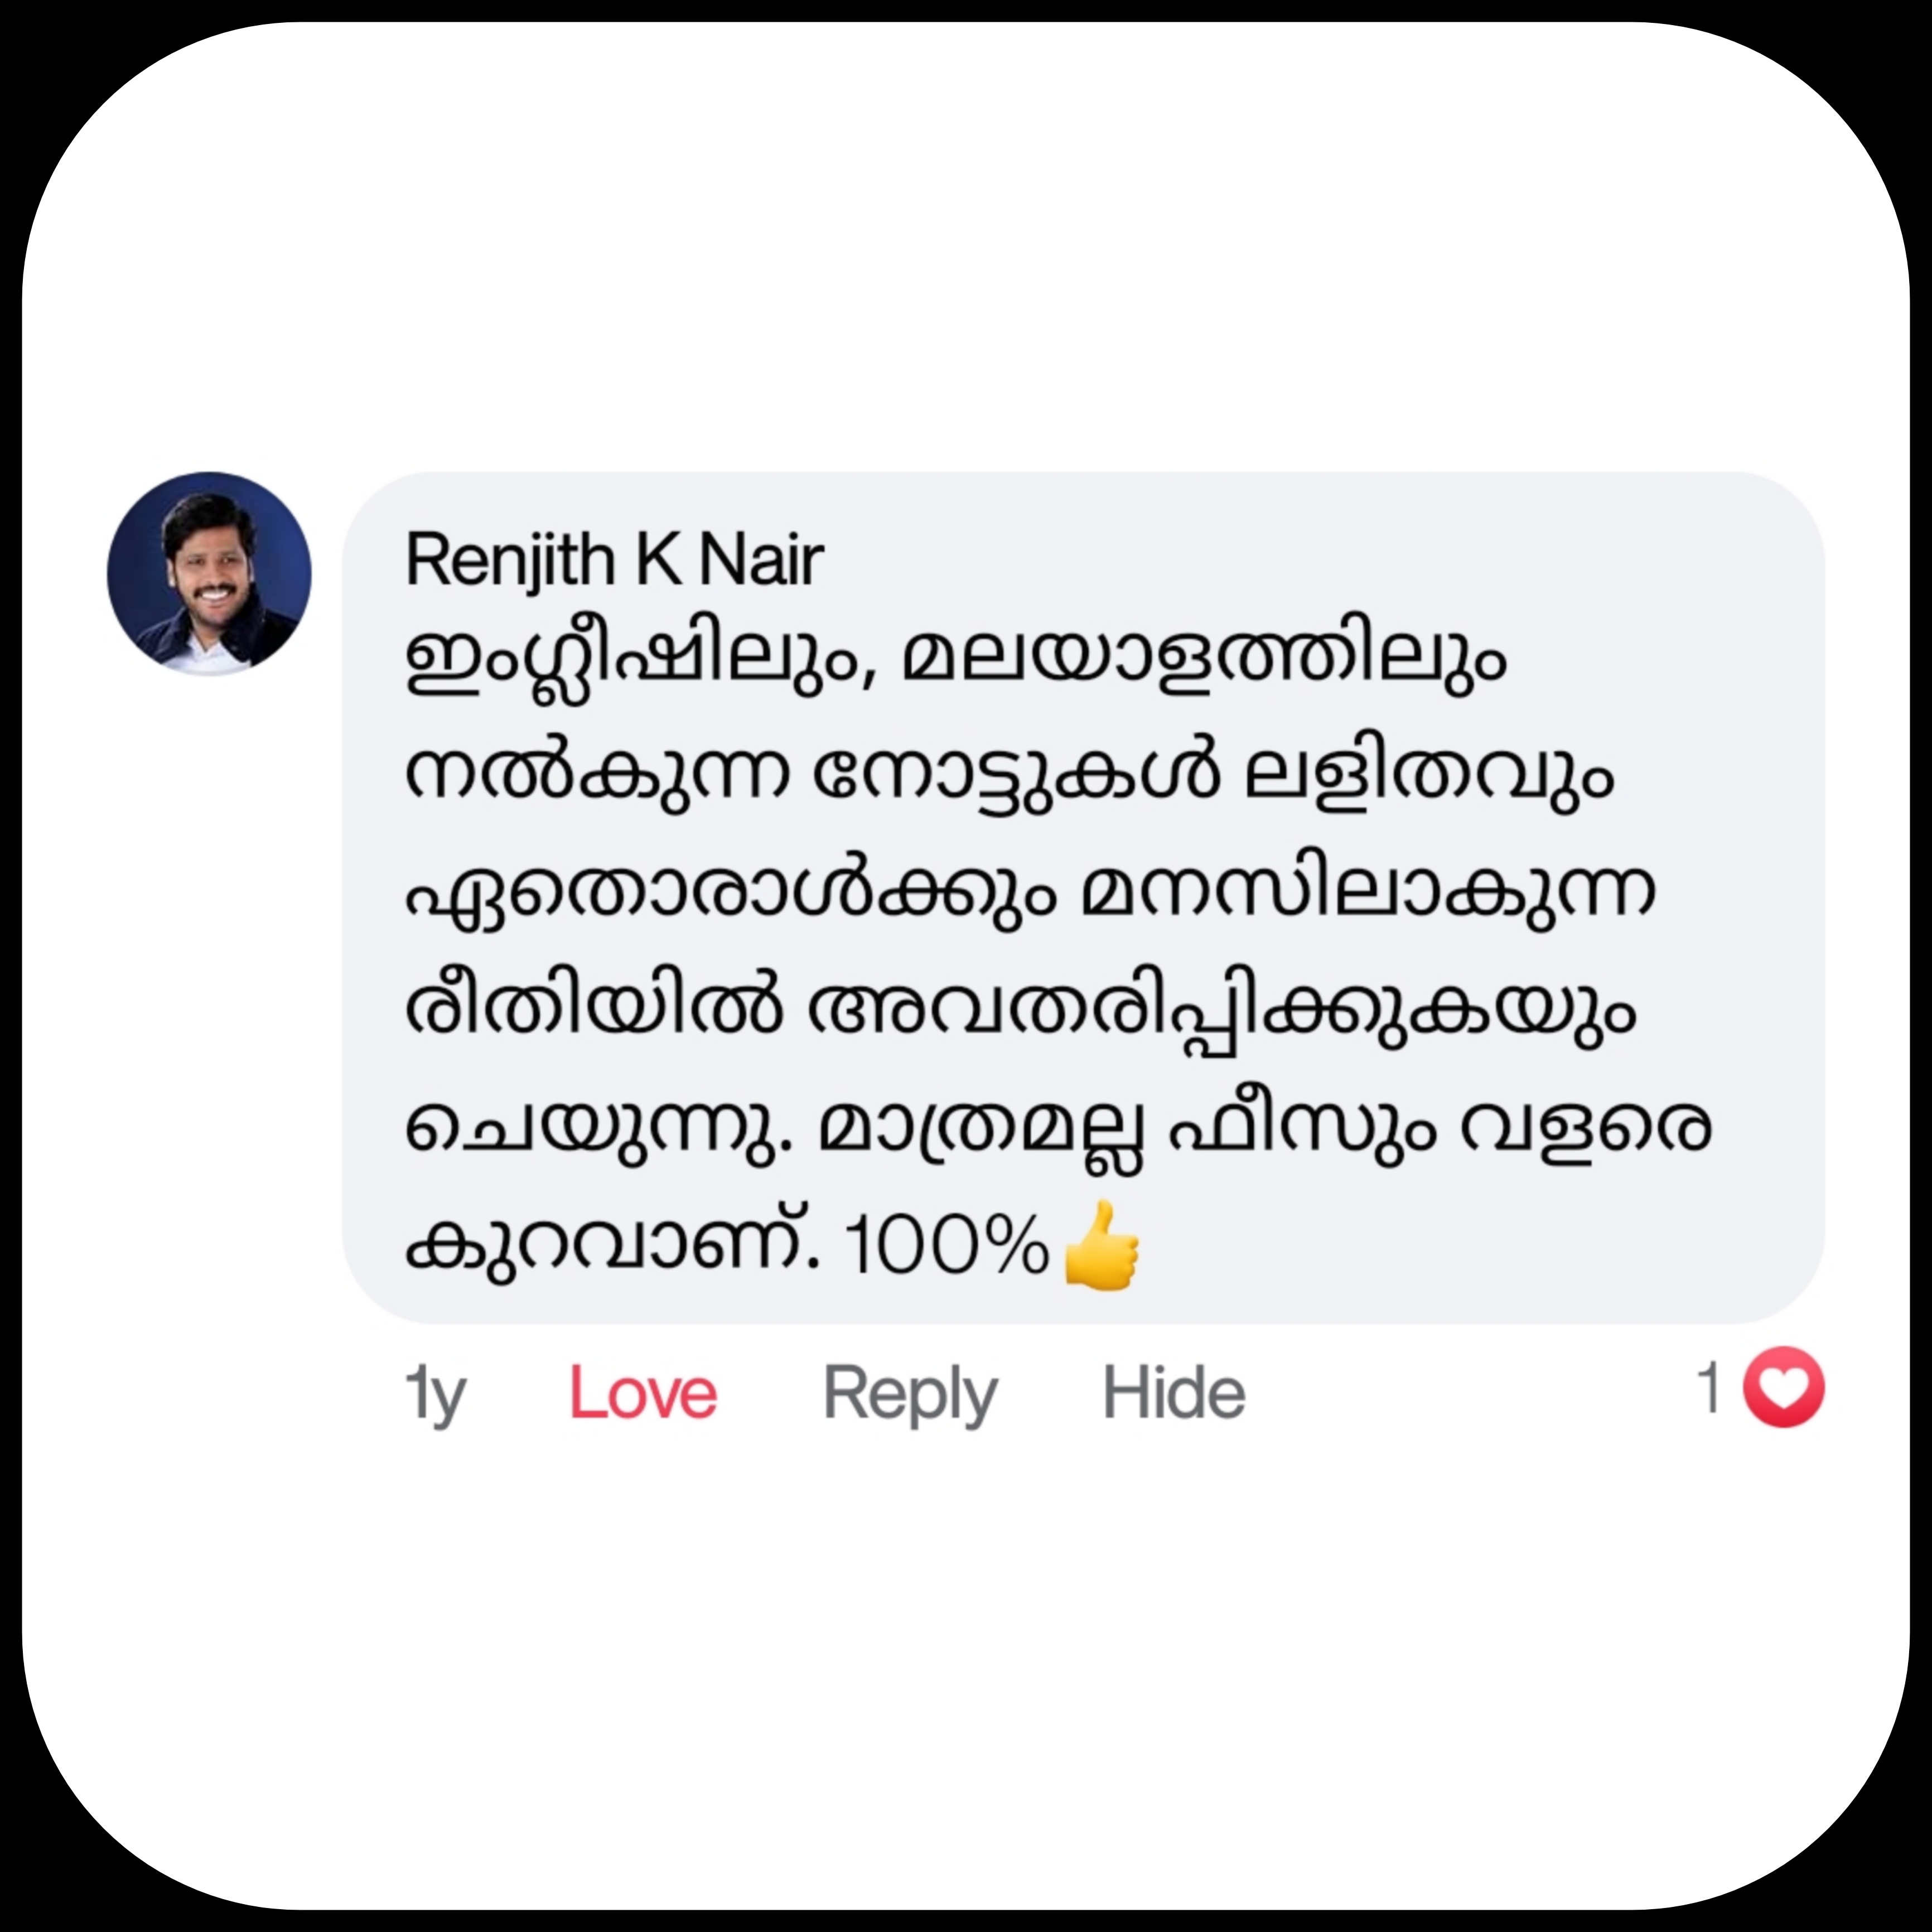 Renjith K Nair
ഇംഗ്ലീഷിലും, മലയാളത്തിലും
നൽകുന്ന നോട്ടുകൾ ലളിതവും
ഏതൊരാൾക്കും മനസിലാകുന്ന
രീതിയിൽ അവതരിപ്പിക്കുകയും
ചെയുന്നു. മാത്രമല്ല ഫീസും വളരെ
കുറവാണ്. 100%👍
1y Love Reply Hide 1